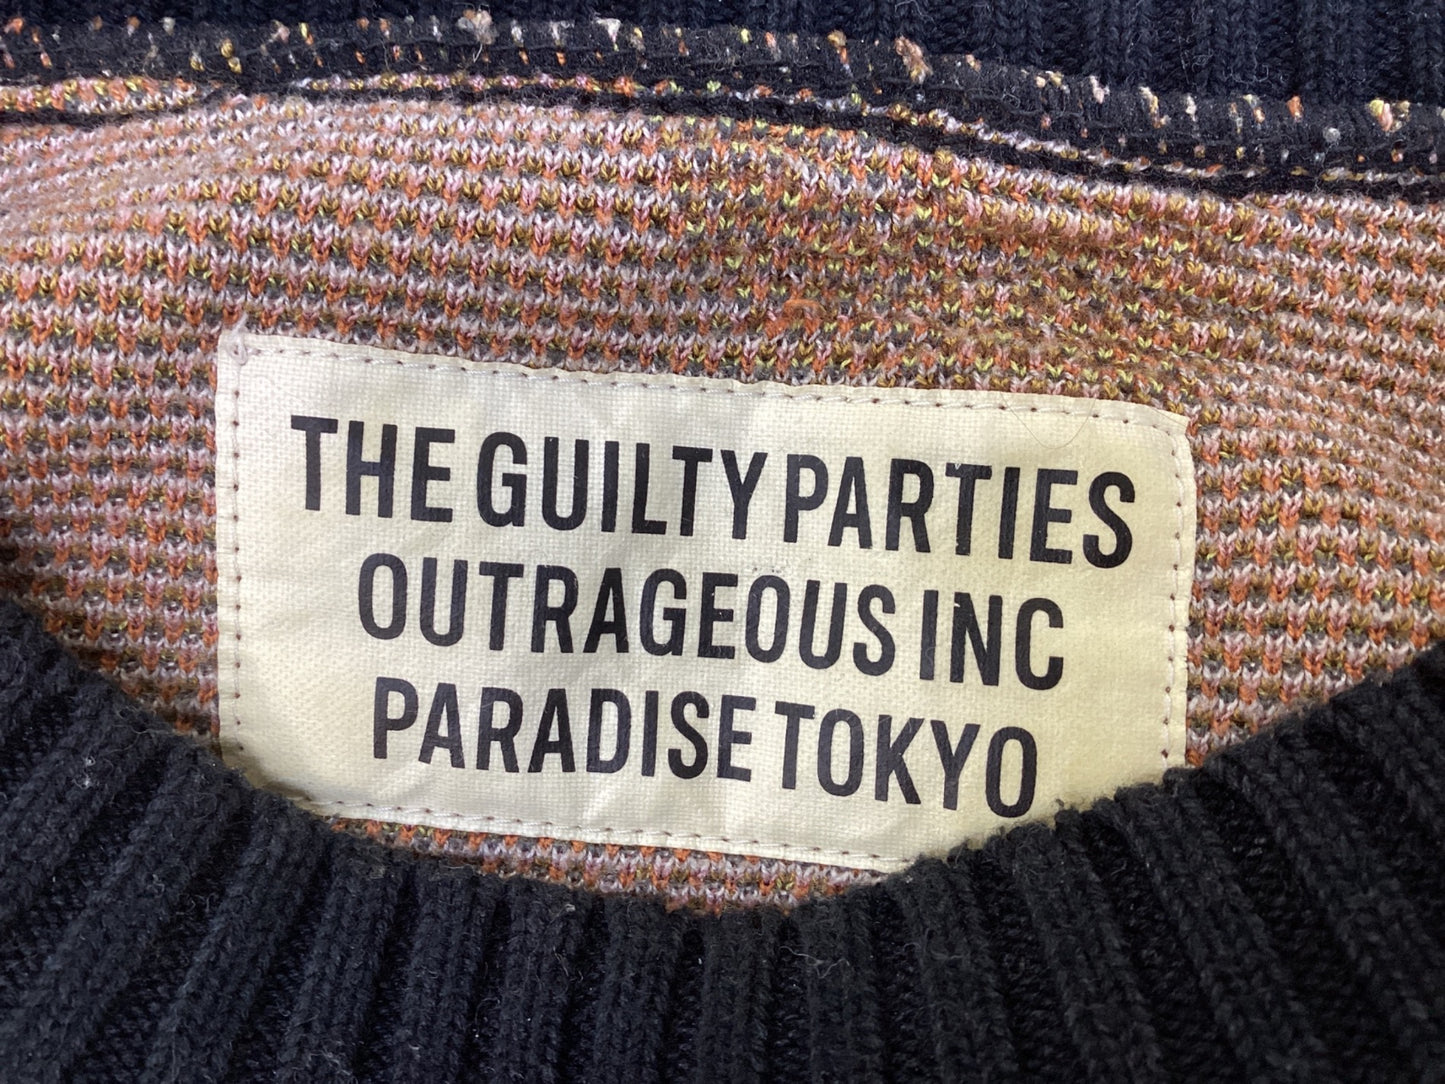 THE GUILTY PARTIES
OUTRAGEOUS INC
PARADISE TOKYO